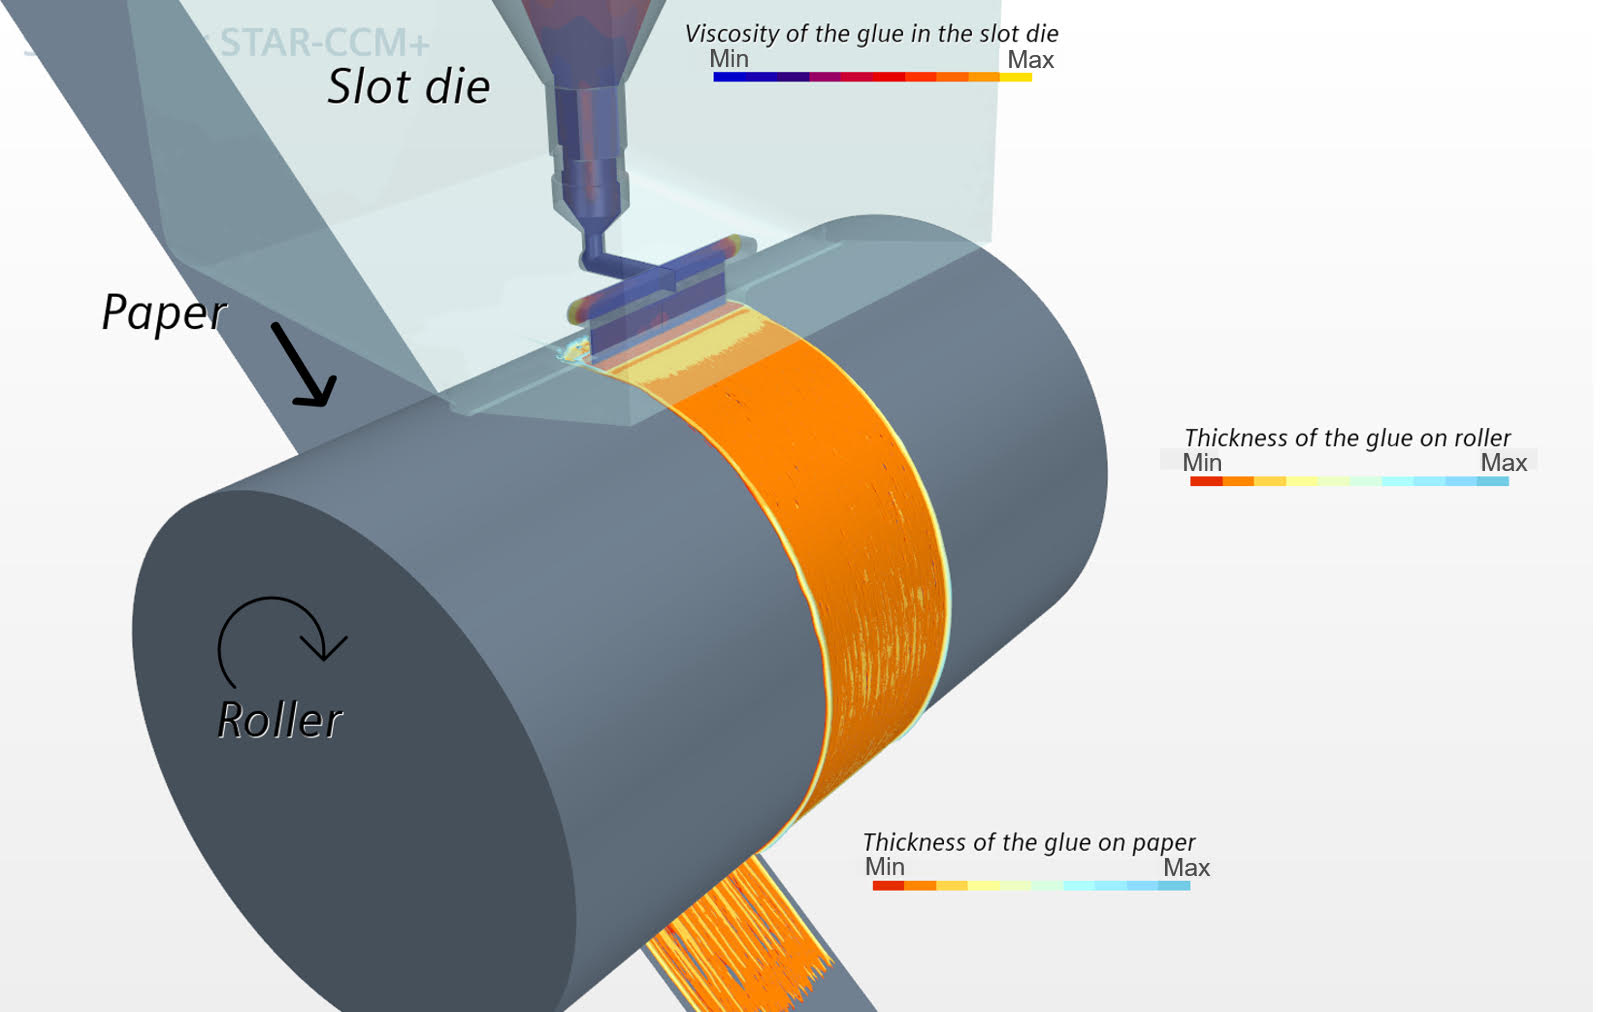 STAR-CCM+
Slot die
Viscosity of the glue in the slot die
Min Max
Paper
Thickness of the glue on roller
Min Max
Roller
Thickness of the glue on paper
Min Max